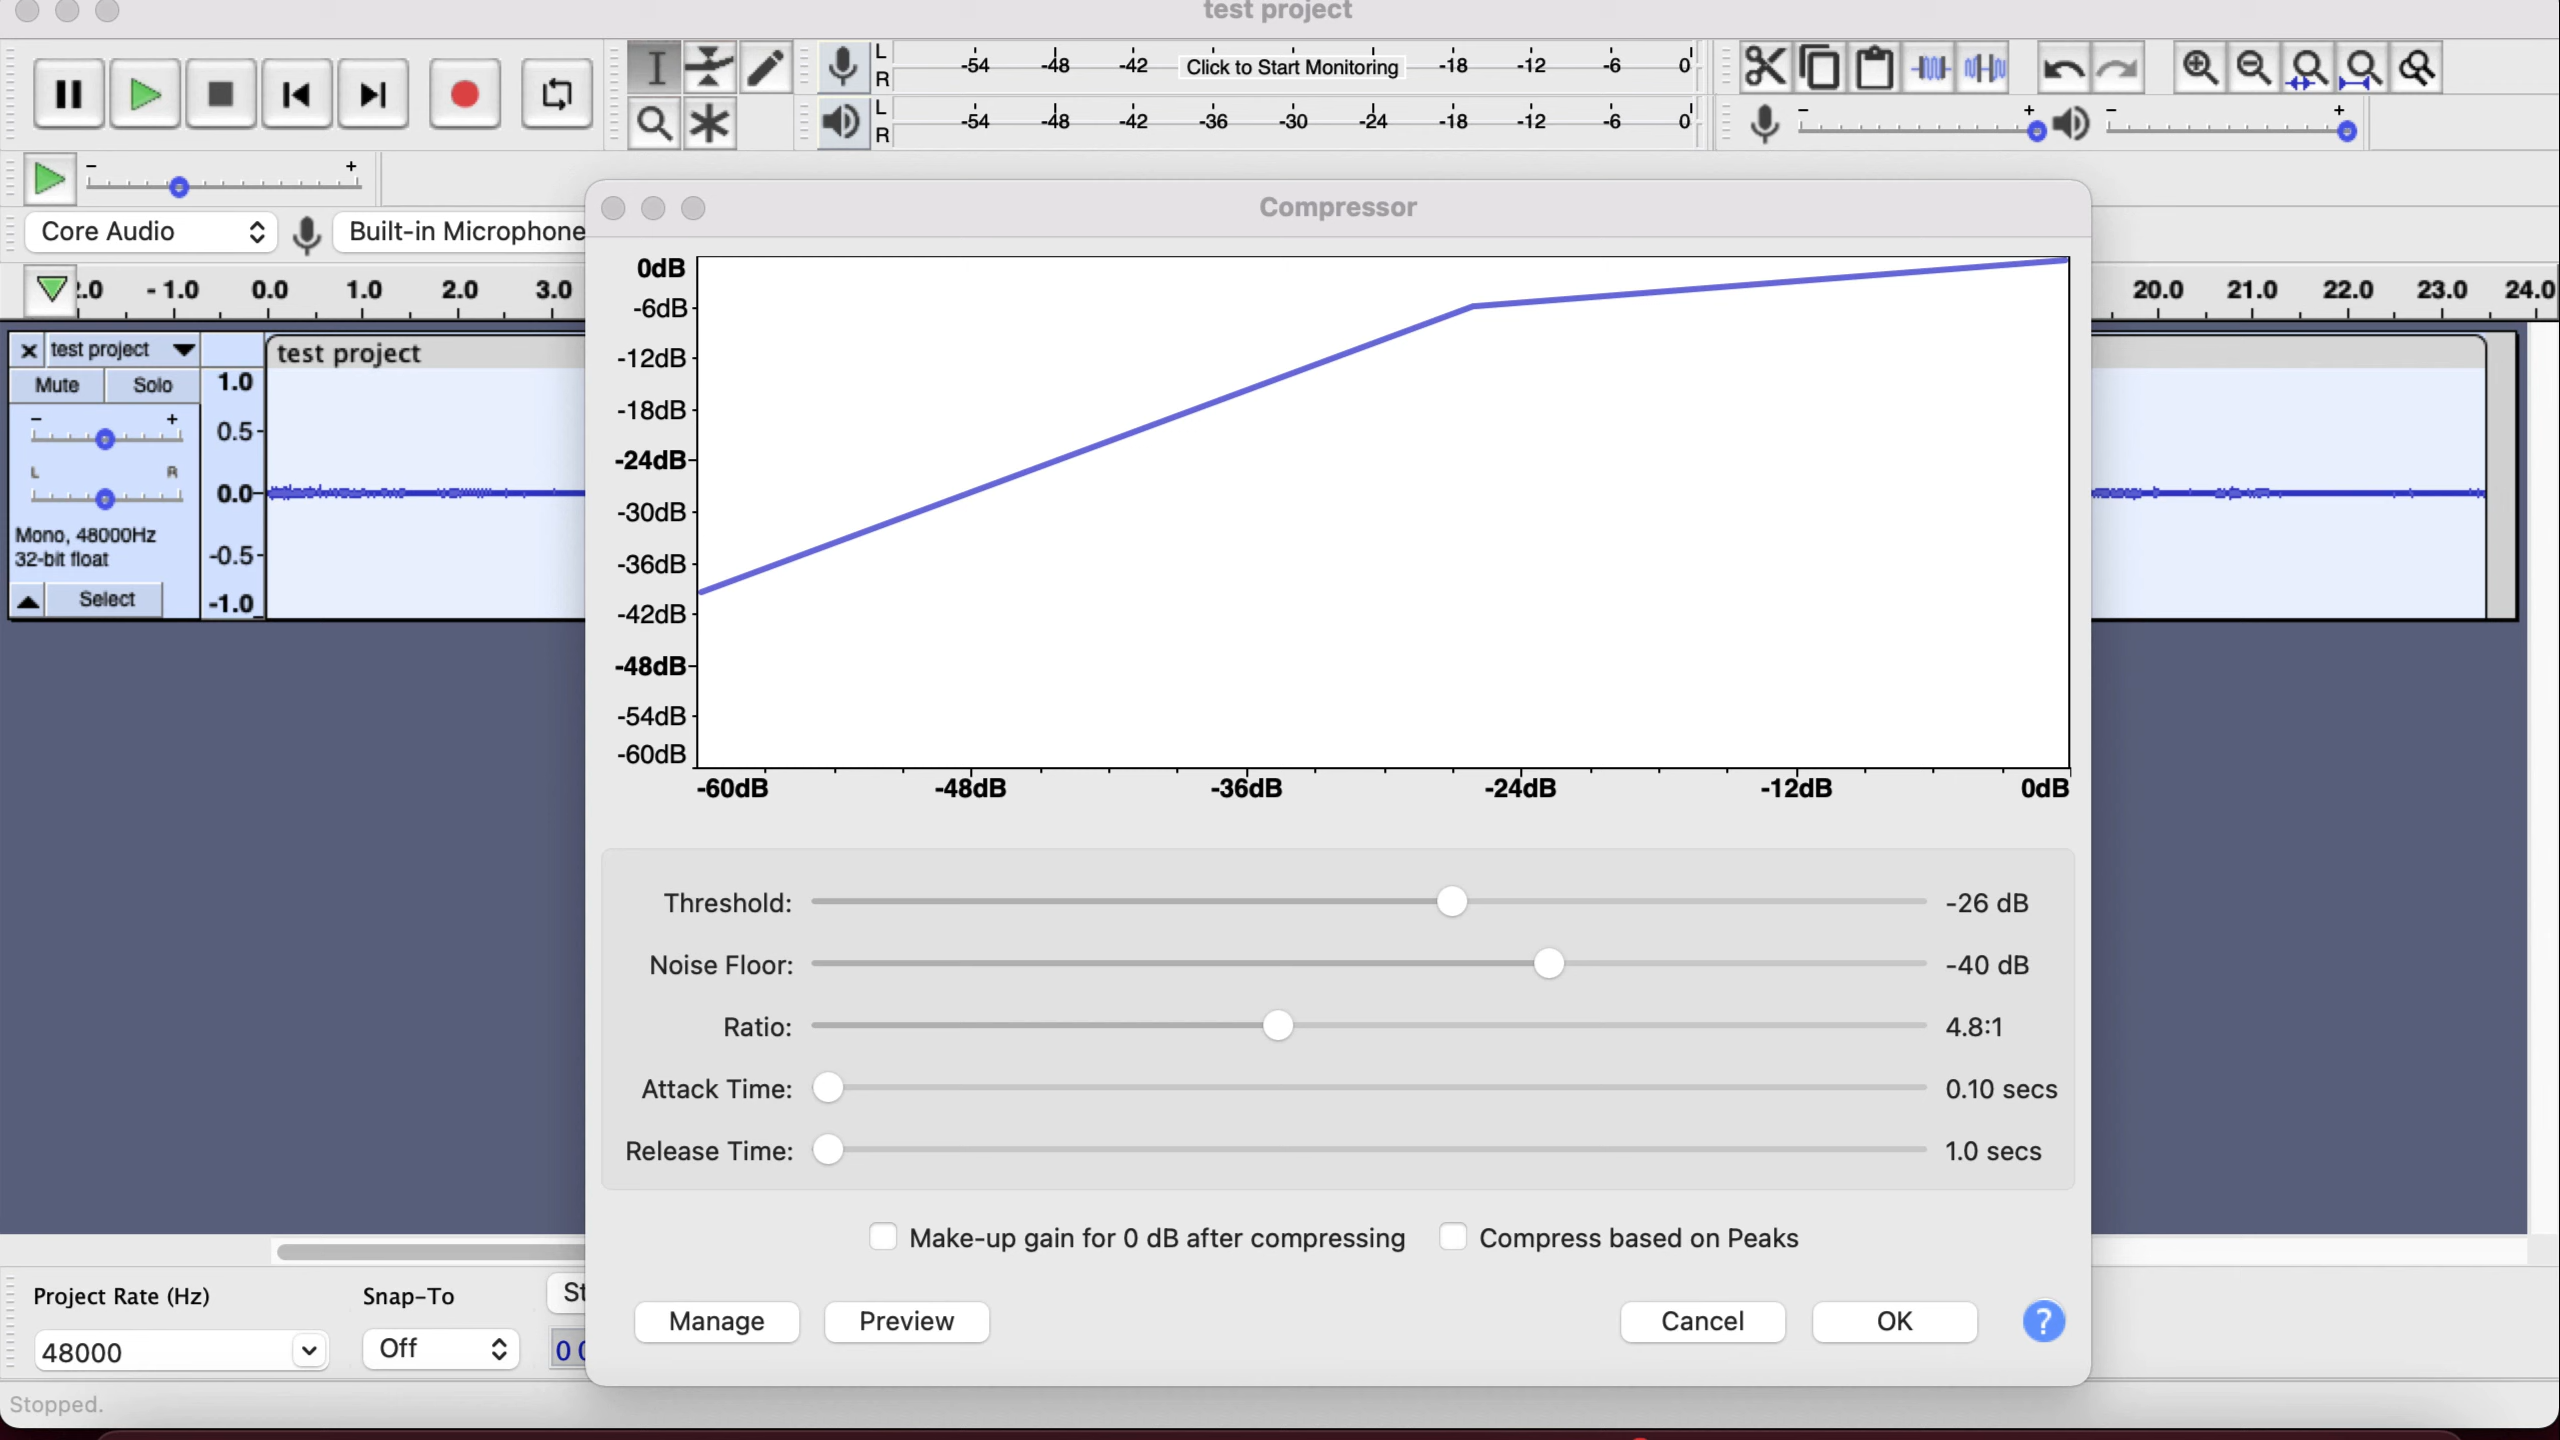 test project
L
R
-54 -48 -42 Click to Start Monitoring -18 -12 -6 0
L
R
-54 -48 -42 -36 -30 -24 -18 -12 -6 0
- +
- +
- +
Core Audio
Built-in Microphone
2.0 - 1.0 0.0 1.0 2.0 3.0
20.0 21.0 22.0 23.0 24.0
test project
Mute Solo
- +
L R
Mono, 48000Hz
32-bit float
Select
1.0
0.5
0.0
-0.5
-1.0
test project
Compressor
0dB
-6dB
-12dB
-18dB
-24dB
-30dB
-36dB
-42dB
-48dB
-54dB
-60dB
-60dB -48dB -36dB -24dB -12dB 0dB
Threshold: -26 dB
Noise Floor: -40 dB
Ratio: 4.8:1
Attack Time: 0.10 secs
Release Time: 1.0 secs
Make-up gain for 0 dB after compressing Compress based on Peaks
Manage Preview Cancel OK ?
Project Rate (Hz) Snap-To St
48000 Off 0 0
Stopped.